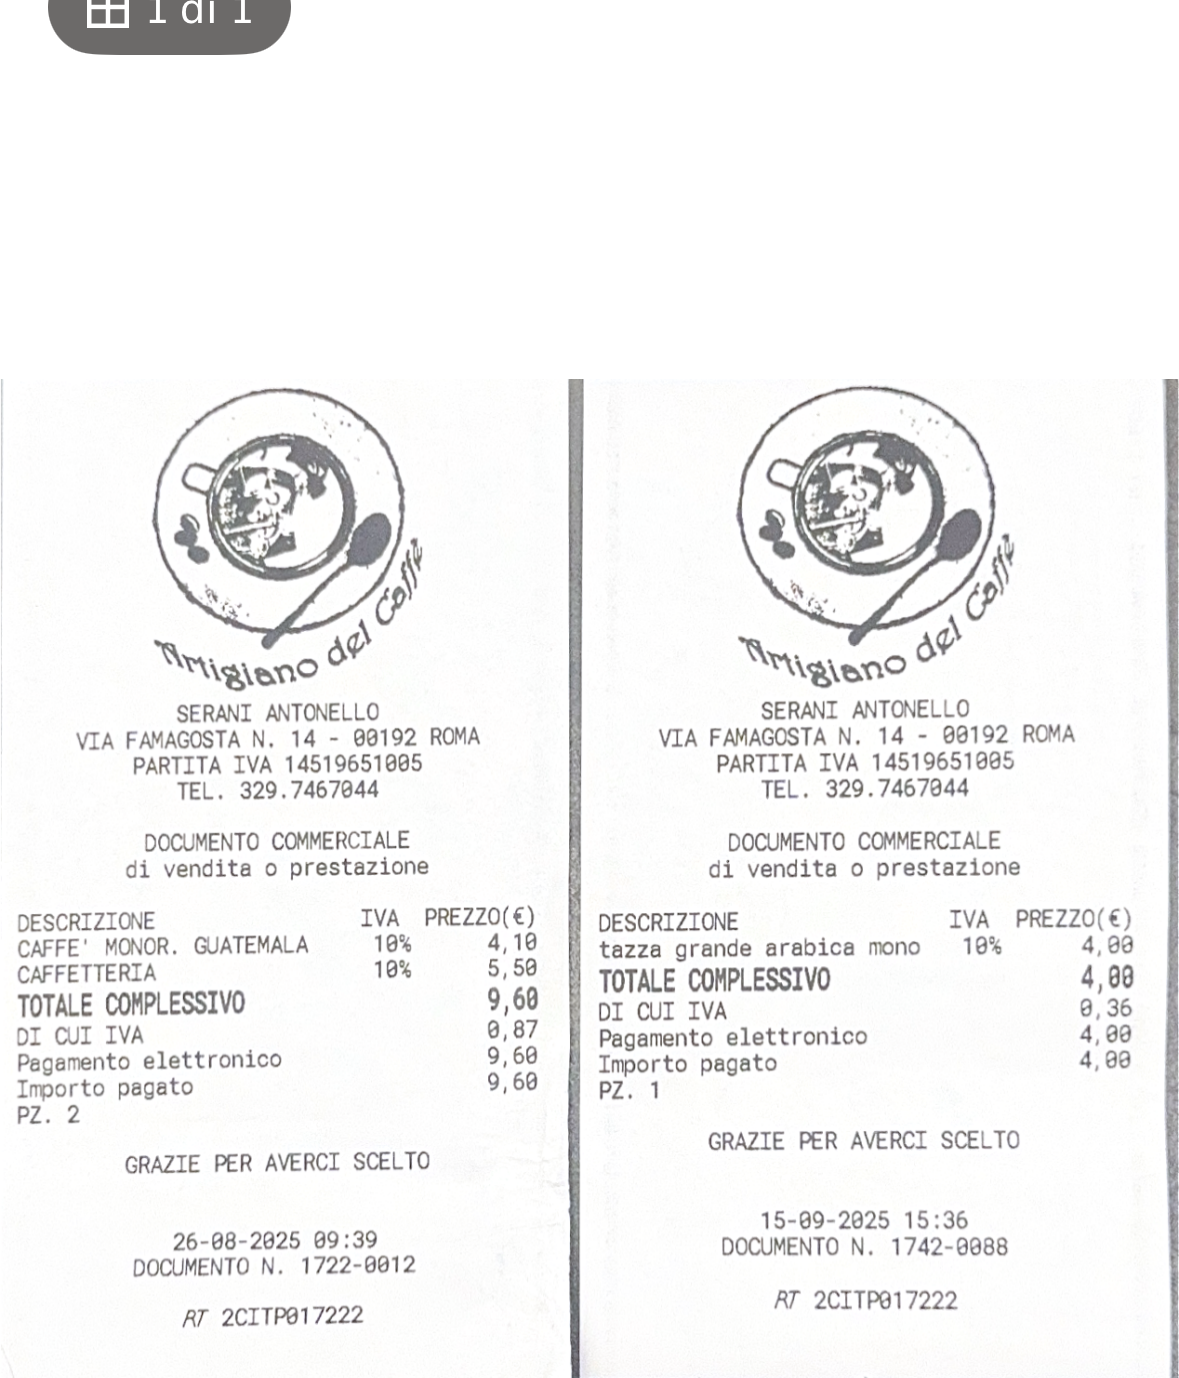 1 di 1
Artigiano del Caffè
SERANI ANTONELLO
VIA FAMAGOSTA N. 14 - 00192 ROMA
PARTITA IVA 14519651005
TEL. 329.7467044
DOCUMENTO COMMERCIALE
di vendita o prestazione
DESCRIZIONE IVA PREZZO(€)
CAFFE' MONOR. GUATEMALA 10% 4,10
CAFFETTERIA 10% 5,50
TOTALE COMPLESSIVO 9,60
DI CUI IVA 0,87
Pagamento elettronico 9,60
Importo pagato 9,60
PZ. 2
GRAZIE PER AVERCI SCELTO
26-08-2025 09:39
DOCUMENTO N. 1722-0012
RT 2CITP017222
Artigiano del Caffè
SERANI ANTONELLO
VIA FAMAGOSTA N. 14 - 00192 ROMA
PARTITA IVA 14519651005
TEL. 329.7467044
DOCUMENTO COMMERCIALE
di vendita o prestazione
DESCRIZIONE IVA PREZZO(€)
tazza grande arabica mono 10% 4,00
TOTALE COMPLESSIVO 4,00
DI CUI IVA 0,36
Pagamento elettronico 4,00
Importo pagato 4,00
PZ. 1
GRAZIE PER AVERCI SCELTO
15-09-2025 15:36
DOCUMENTO N. 1742-0088
RT 2CITP017222